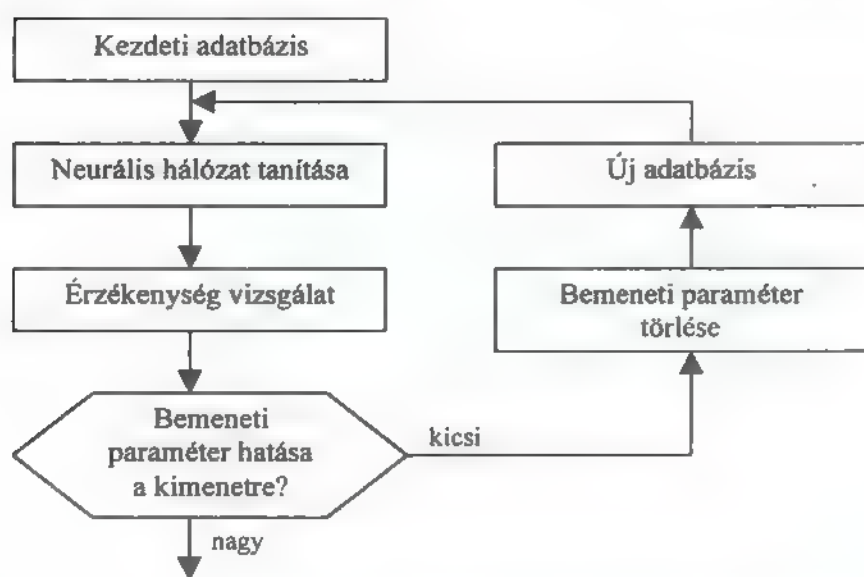 Kezdeti adatbázis
Neurális hálózat tanítása
Új adatbázis
Érzékenység vizsgálat
Bemeneti paraméter
törlése
Bemeneti
paraméter hatása
a kimenetre?
kicsi
nagy